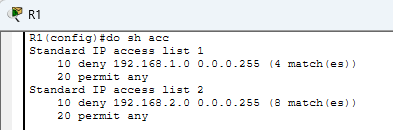 R1
R1(config)#do sh acc
Standard IP access list 1
    10 deny 192.168.1.0 0.0.0.255 (4 match(es))
    20 permit any
Standard IP access list 2
    10 deny 192.168.2.0 0.0.0.255 (8 match(es))
    20 permit any